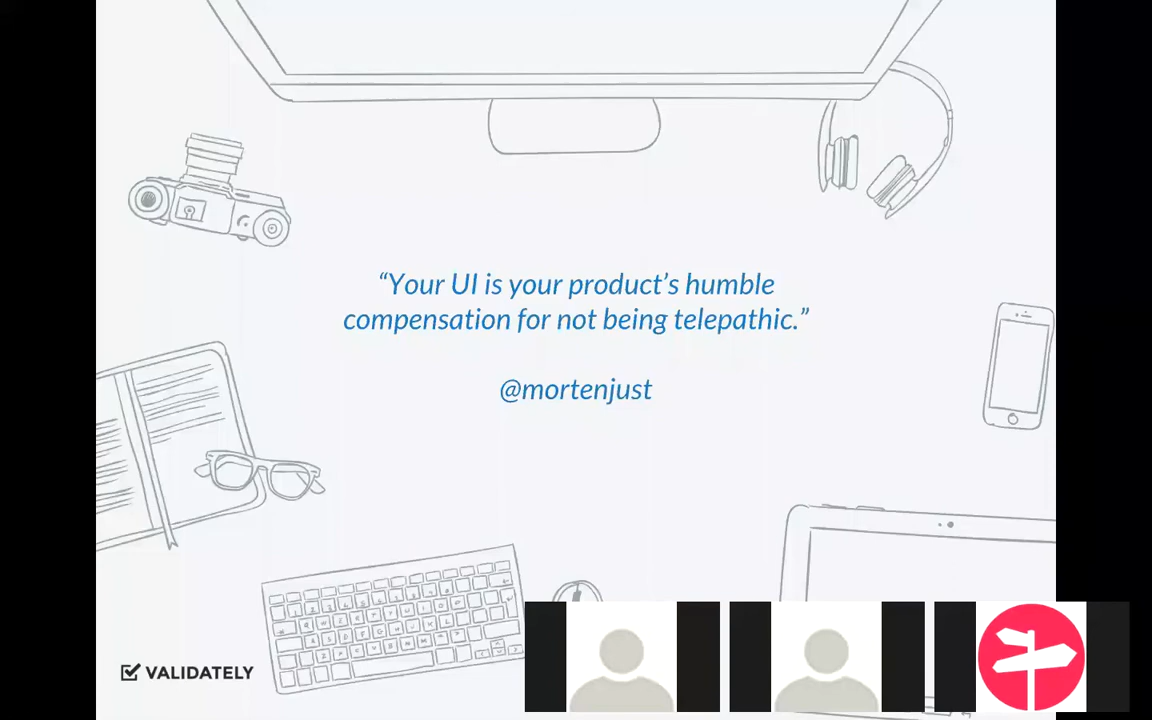 “Your UI is your product’s humble
compensation for not being telepathic.”
@mortenjust
VALIDATELY